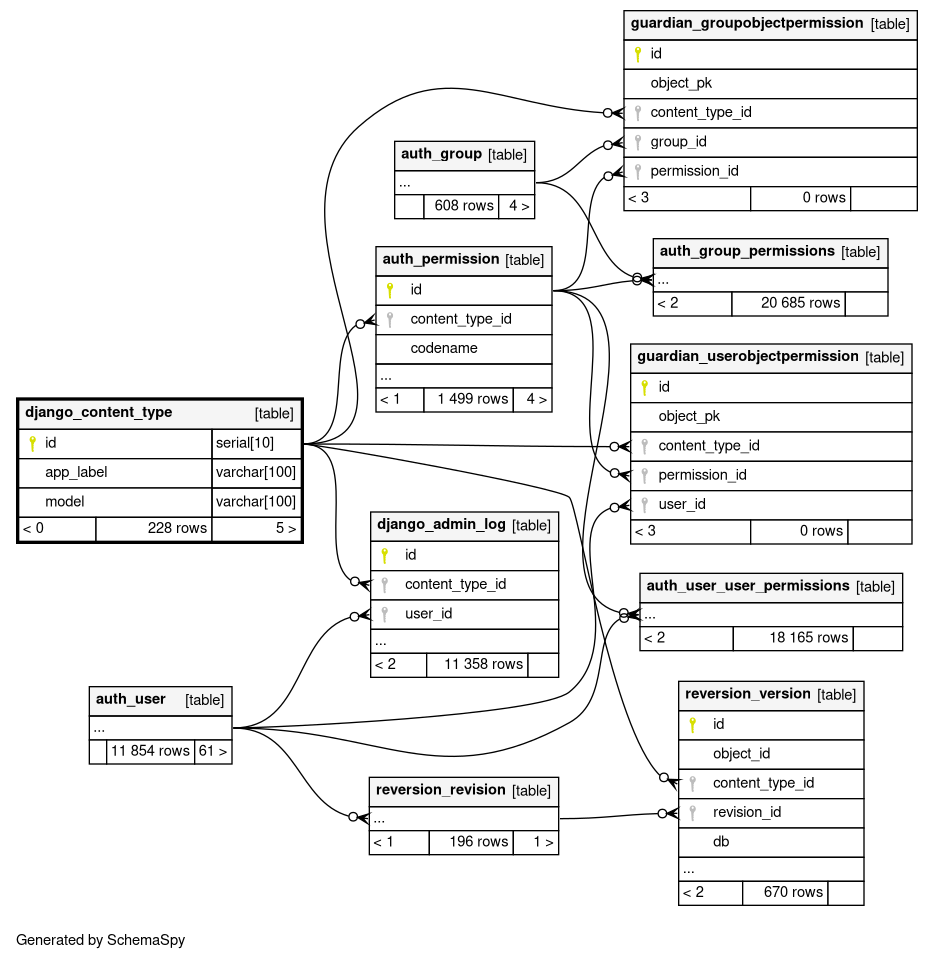 guardian_groupobjectpermission [table]
id
object_pk
content_type_id
group_id
permission_id
< 3 0 rows
auth_group [table]
...
608 rows 4 >
auth_group_permissions [table]
...
< 2 20 685 rows
auth_permission [table]
id
content_type_id
codename
...
< 1 1 499 rows 4 >
guardian_userobjectpermission [table]
id
object_pk
content_type_id
permission_id
user_id
< 3 0 rows
django_content_type [table]
id serial[10]
app_label varchar[100]
model varchar[100]
< 0 228 rows 5 >
django_admin_log [table]
id
content_type_id
user_id
...
< 2 11 358 rows
auth_user_user_permissions [table]
...
< 2 18 165 rows
auth_user [table]
...
11 854 rows 61 >
reversion_version [table]
id
object_id
content_type_id
revision_id
db
...
< 2 670 rows
reversion_revision [table]
...
< 1 196 rows 1 >
Generated by SchemaSpy